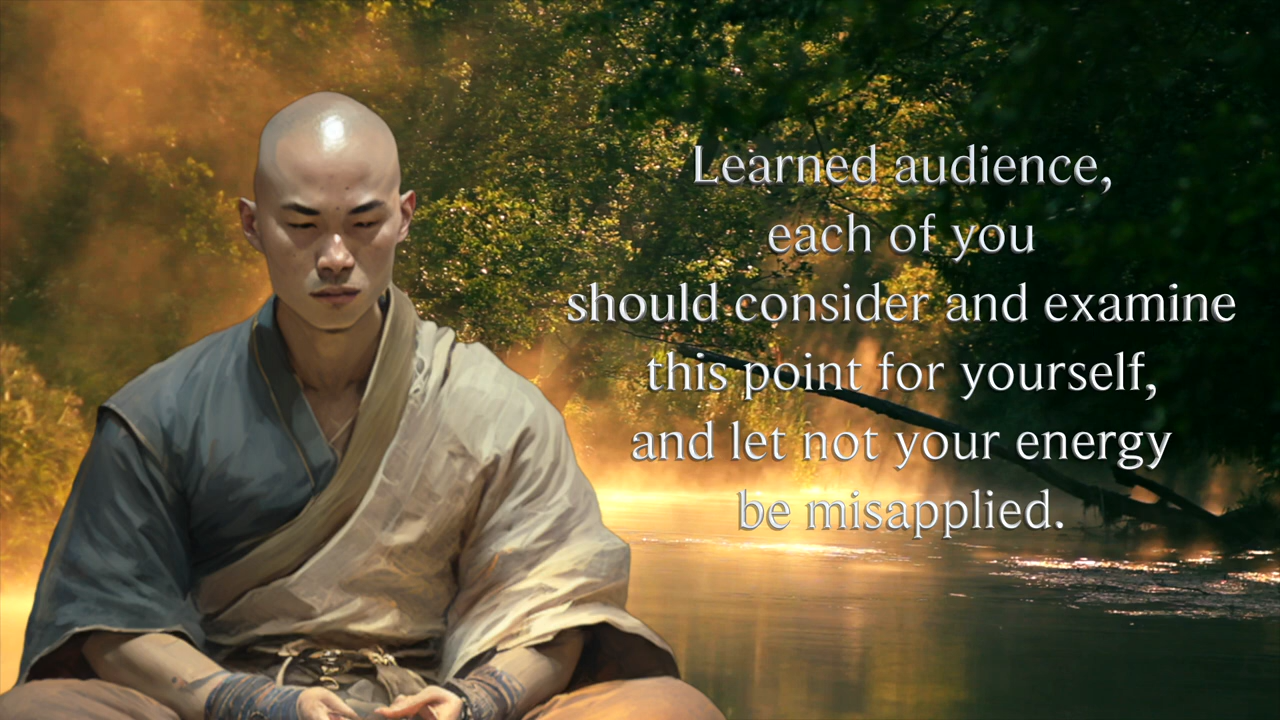 Learned audience,
each of you
should consider and examine
this point for yourself,
and let not your energy
be misapplied.